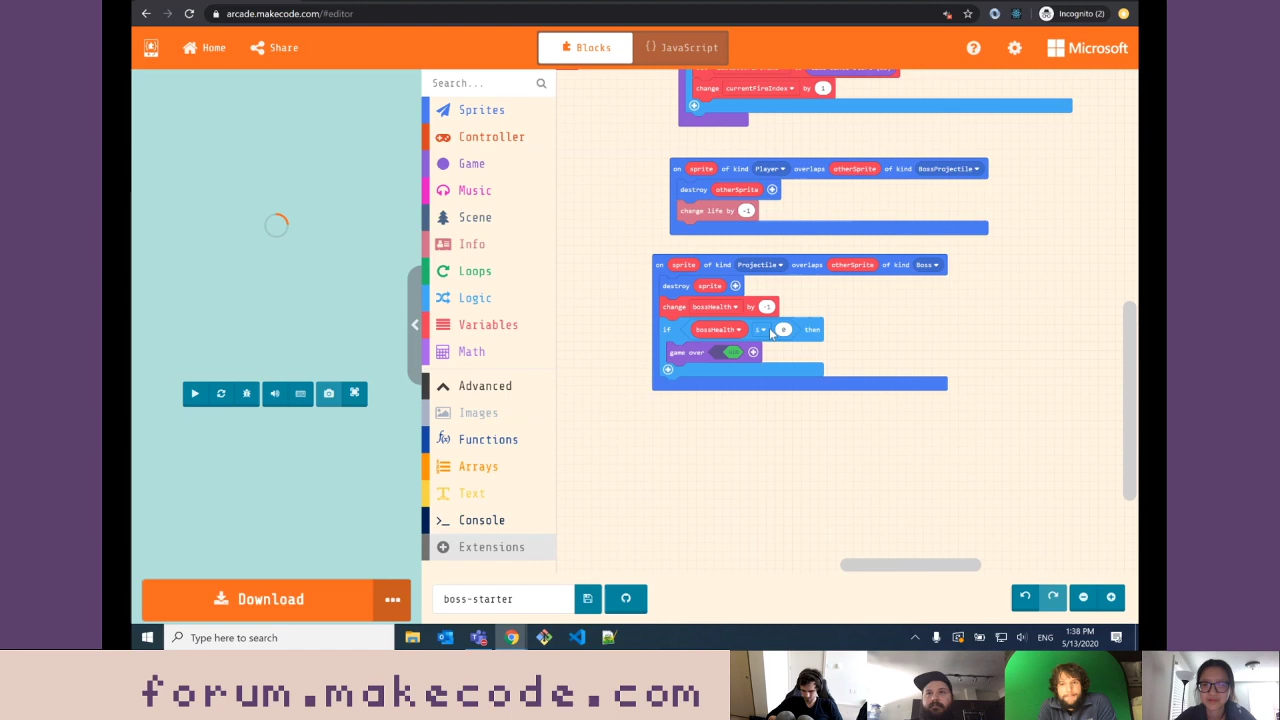 arcade.makecode.com/#editor
Incognito (2)
Home
Share
Blocks
{} JavaScript
Microsoft
Search...
Sprites
Controller
Game
Music
Scene
Info
Loops
Logic
Variables
Math
Advanced
Images
Functions
Arrays
Text
Console
Extensions
change currentFireIndex by 1
on sprite of kind Player overlaps otherSprite of kind BossProjectile
destroy otherSprite
change life by -1
on sprite of kind Projectile overlaps otherSprite of kind Boss
destroy sprite
change bossHealth by -1
if bossHealth ≤ 0 then
game over
Download
boss-starter
Type here to search
ENG
1:38 PM
5/13/2020
forum.makecode.com